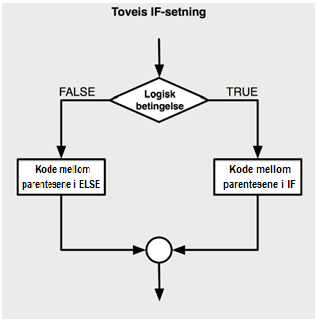 Toveis IF-setning
FALSE
TRUE
Logisk
betingelse
Kode mellom
parentesene i ELSE
Kode mellom
parentesene i IF